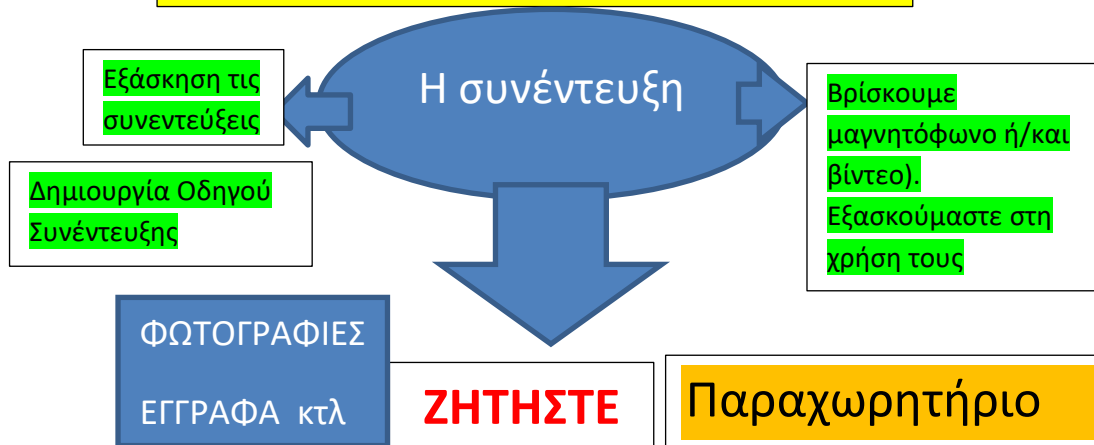 Η συνέντευξη
Εξάσκηση τις
συνεντεύξεις
Βρίσκουμε
μαγνητόφωνο ή/και
βίντεο).
Εξασκούμαστε στη
χρήση τους
Δημιουργία Οδηγού
Συνέντευξης
ΦΩΤΟΓΡΑΦΙΕΣ
ΕΓΓΡΑΦΑ κτλ
ΖΗΤΗΣΤΕ
Παραχωρητήριο